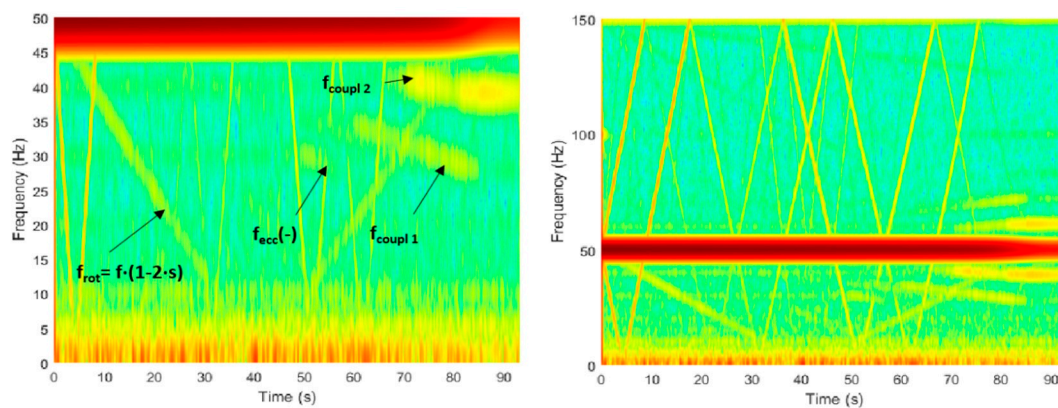 50
45
40
35
30
25
20
15
10
5
0
Frequency (Hz)
f_coupl 2
f_ecc(-)
f_coupl 1
f_rot= f·(1-2·s)
0 10 20 30 40 50 60 70 80 90
Time (s)
150
100
50
0
Frequency (Hz)
0 10 20 30 40 50 60 70 80 90
Time (s)